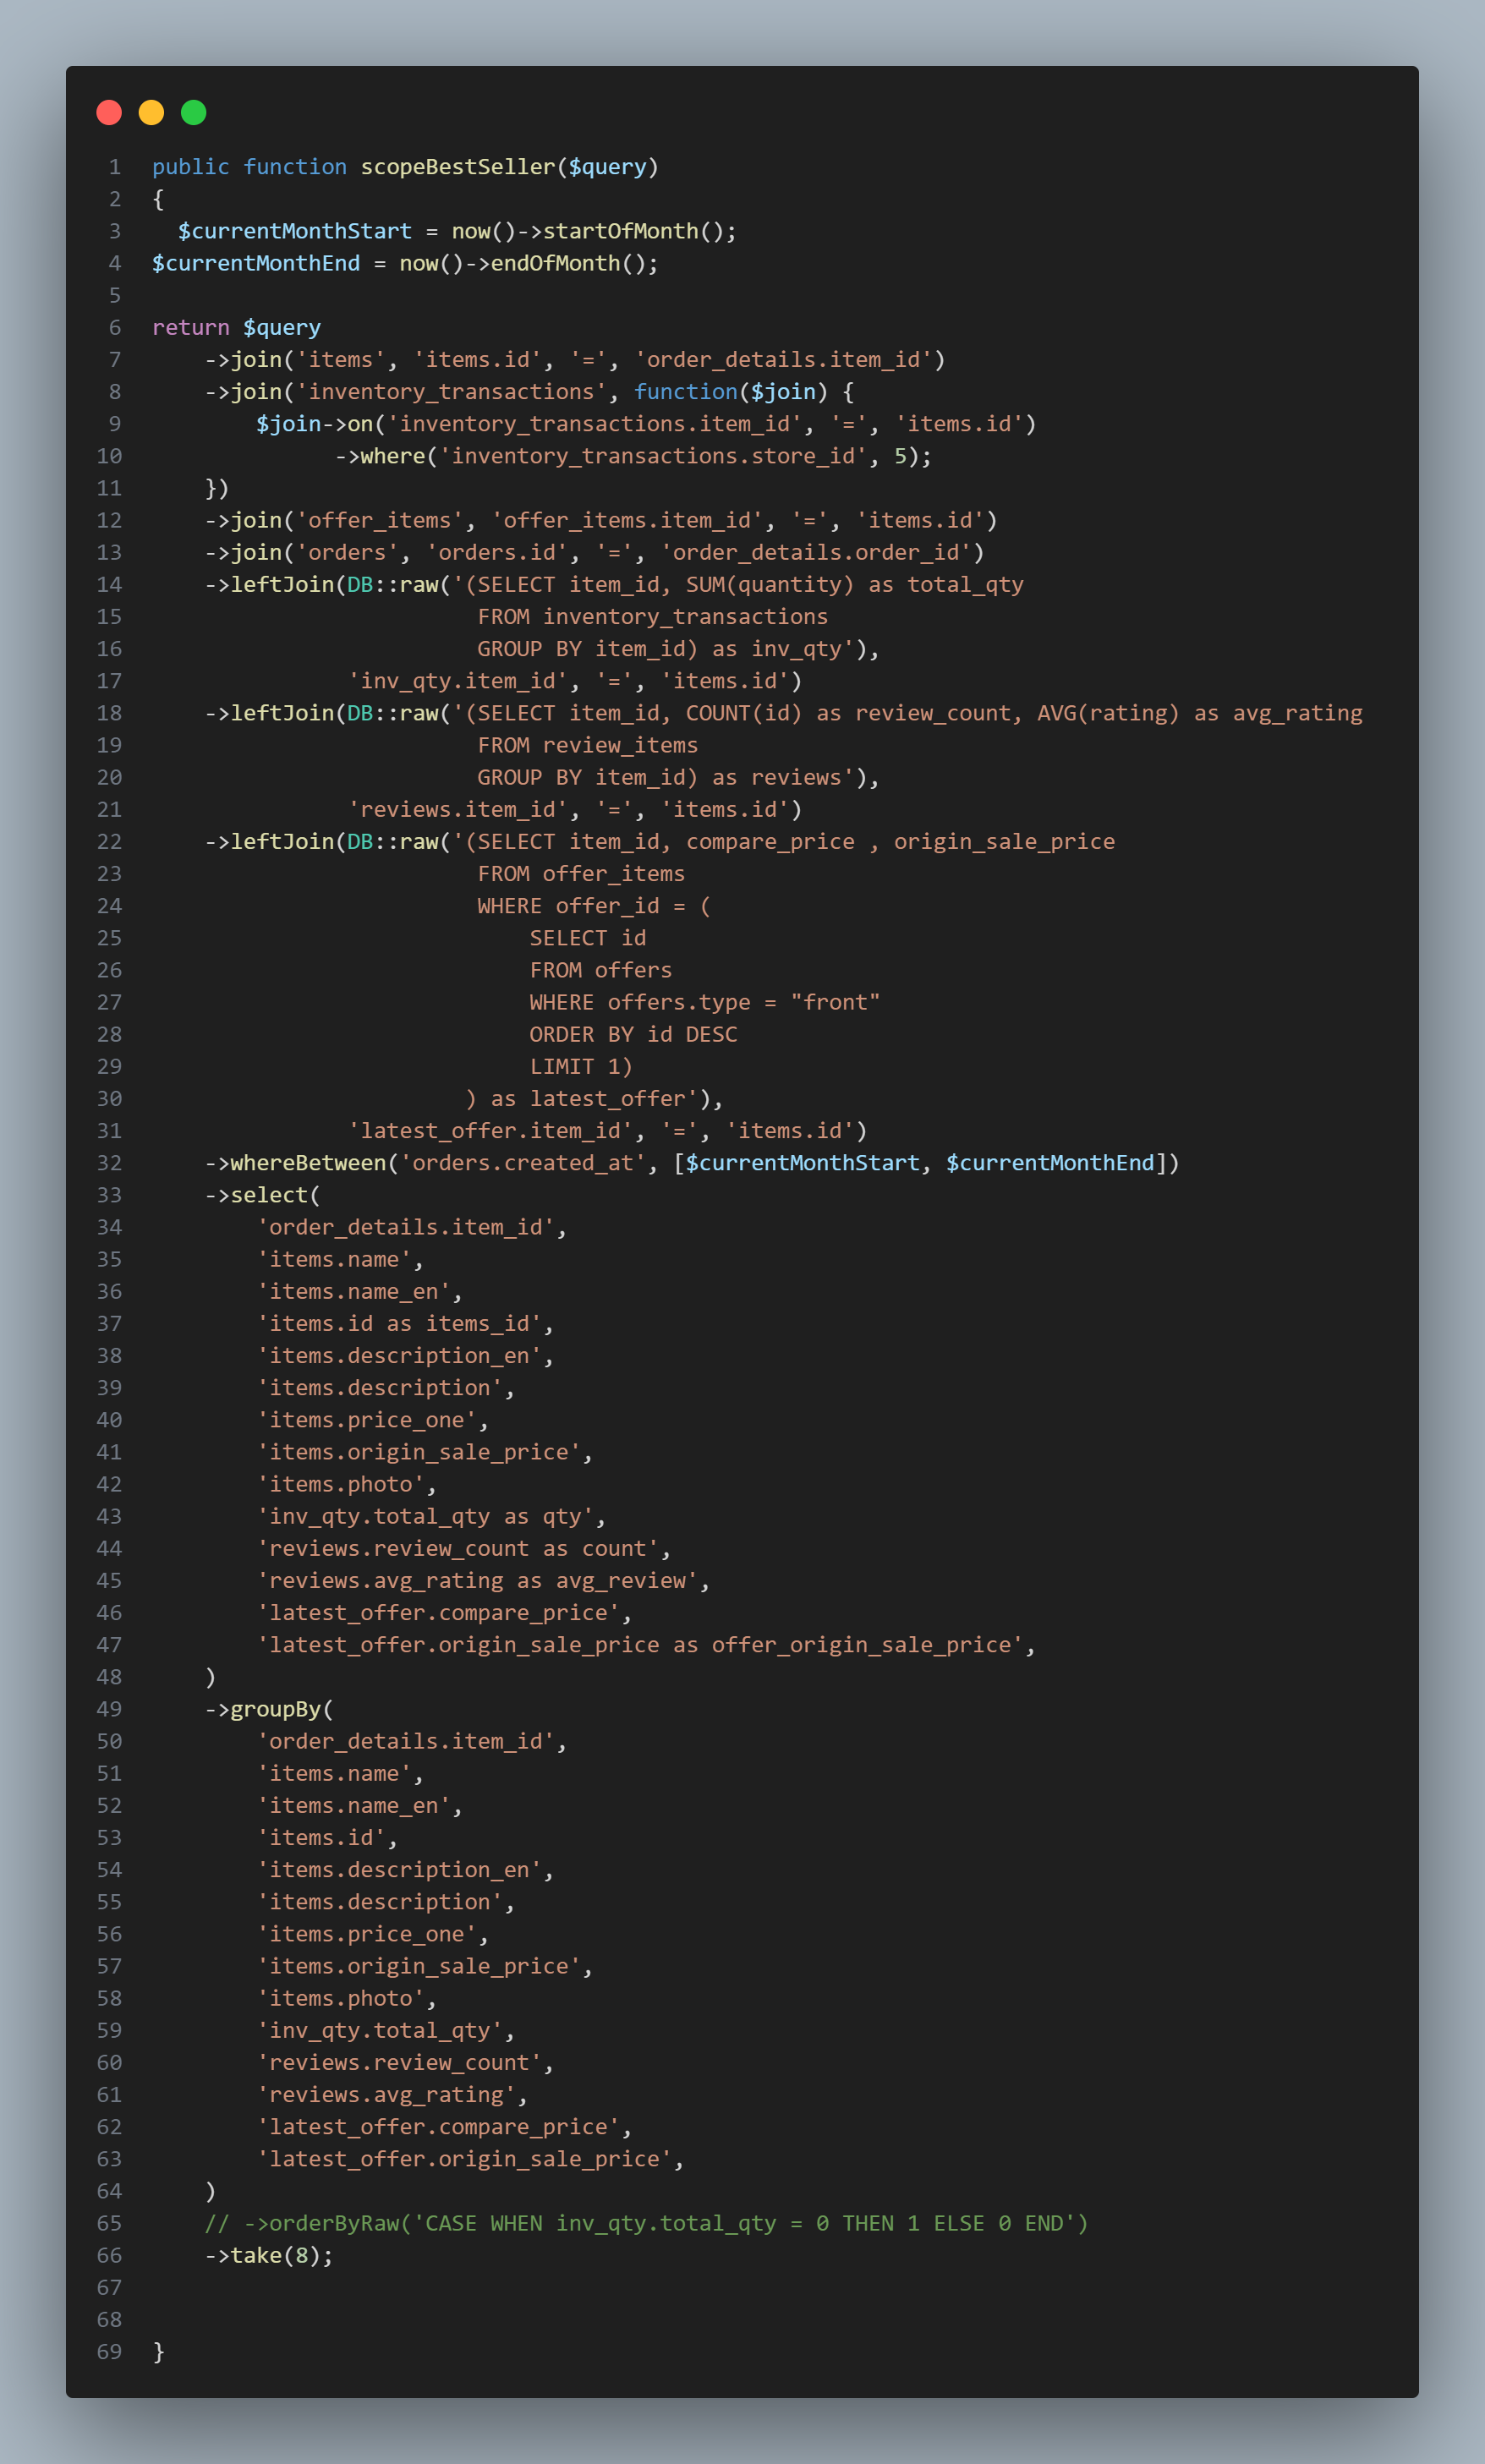 1 public function scopeBestSeller($query)
2 {
3   $currentMonthStart = now()->startOfMonth();
4 $currentMonthEnd = now()->endOfMonth();
5
6 return $query
7     ->join('items', 'items.id', '=', 'order_details.item_id')
8     ->join('inventory_transactions', function($join) {
9         $join->on('inventory_transactions.item_id', '=', 'items.id')
10               ->where('inventory_transactions.store_id', 5);
11     })
12     ->join('offer_items', 'offer_items.item_id', '=', 'items.id')
13     ->join('orders', 'orders.id', '=', 'order_details.order_id')
14     ->leftJoin(DB::raw('(SELECT item_id, SUM(quantity) as total_qty
15                          FROM inventory_transactions
16                          GROUP BY item_id) as inv_qty'),
17                'inv_qty.item_id', '=', 'items.id')
18     ->leftJoin(DB::raw('(SELECT item_id, COUNT(id) as review_count, AVG(rating) as avg_rating
19                          FROM review_items
20                          GROUP BY item_id) as reviews'),
21                'reviews.item_id', '=', 'items.id')
22     ->leftJoin(DB::raw('(SELECT item_id, compare_price , origin_sale_price
23                          FROM offer_items
24                          WHERE offer_id = (
25                              SELECT id
26                              FROM offers
27                              WHERE offers.type = "front"
28                              ORDER BY id DESC
29                              LIMIT 1)
30                         ) as latest_offer'),
31                'latest_offer.item_id', '=', 'items.id')
32     ->whereBetween('orders.created_at', [$currentMonthStart, $currentMonthEnd])
33     ->select(
34         'order_details.item_id',
35         'items.name',
36         'items.name_en',
37         'items.id as items_id',
38         'items.description_en',
39         'items.description',
40         'items.price_one',
41         'items.origin_sale_price',
42         'items.photo',
43         'inv_qty.total_qty as qty',
44         'reviews.review_count as count',
45         'reviews.avg_rating as avg_review',
46         'latest_offer.compare_price',
47         'latest_offer.origin_sale_price as offer_origin_sale_price',
48     )
49     ->groupBy(
50         'order_details.item_id',
51         'items.name',
52         'items.name_en',
53         'items.id',
54         'items.description_en',
55         'items.description',
56         'items.price_one',
57         'items.origin_sale_price',
58         'items.photo',
59         'inv_qty.total_qty',
60         'reviews.review_count',
61         'reviews.avg_rating',
62         'latest_offer.compare_price',
63         'latest_offer.origin_sale_price',
64     )
65     // ->orderByRaw('CASE WHEN inv_qty.total_qty = 0 THEN 1 ELSE 0 END')
66     ->take(8);
67
68
69 }